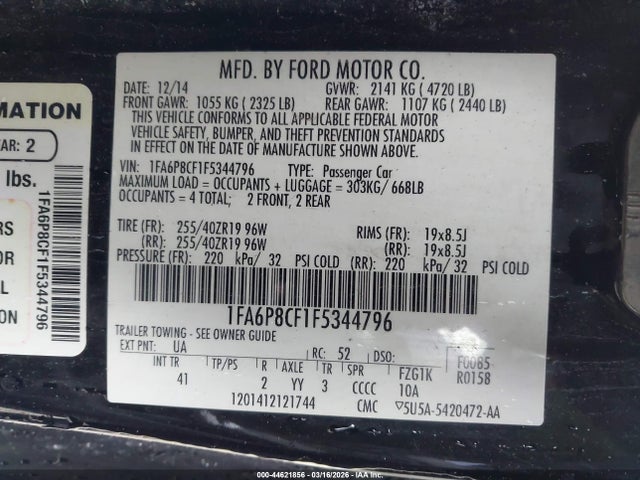 MFD. BY FORD MOTOR CO.
DATE: 12/14 GVWR: 2141 KG ( 4720 LB)
FRONT GAWR: 1055 KG ( 2325 LB) REAR GAWR: 1107 KG ( 2440 LB)
THIS VEHICLE CONFORMS TO ALL APPLICABLE FEDERAL MOTOR
VEHICLE SAFETY, BUMPER, AND THEFT PREVENTION STANDARDS
IN EFFECT ON THE DATE OF MANUFACTURE SHOWN ABOVE.
VIN: 1FA6P8CF1F5344796 TYPE: Passenger Car
MAXIMUM LOAD = OCCUPANTS + LUGGAGE = 303KG/ 668LB
OCCUPANTS = 4 TOTAL; 2 FRONT, 2 REAR
TIRE (FR): 255/40ZR19 96W RIMS (FR): 19x8.5J
(RR): 255/40ZR19 96W (RR): 19x8.5J
PRESSURE (FR): 220 kPa/ 32 PSI COLD (RR): 220 kPa/ 32 PSI COLD
1FA6P8CF1F5344796
TRAILER TOWING - SEE OWNER GUIDE
EXT PNT: UA RC: 52 DSO: F0085-
INT TR TP/PS R AXLE TR SPR FZG1K R0158
41 2 YY 3 CCCC 10A
1201412121744 CMC 5U5A-5420472-AA
RMATION
AR: 2
lbs.
RS
OR
ION
1FA6P8CF1F5344796
000-44621856 - 03/16/2026 - IAA Inc.